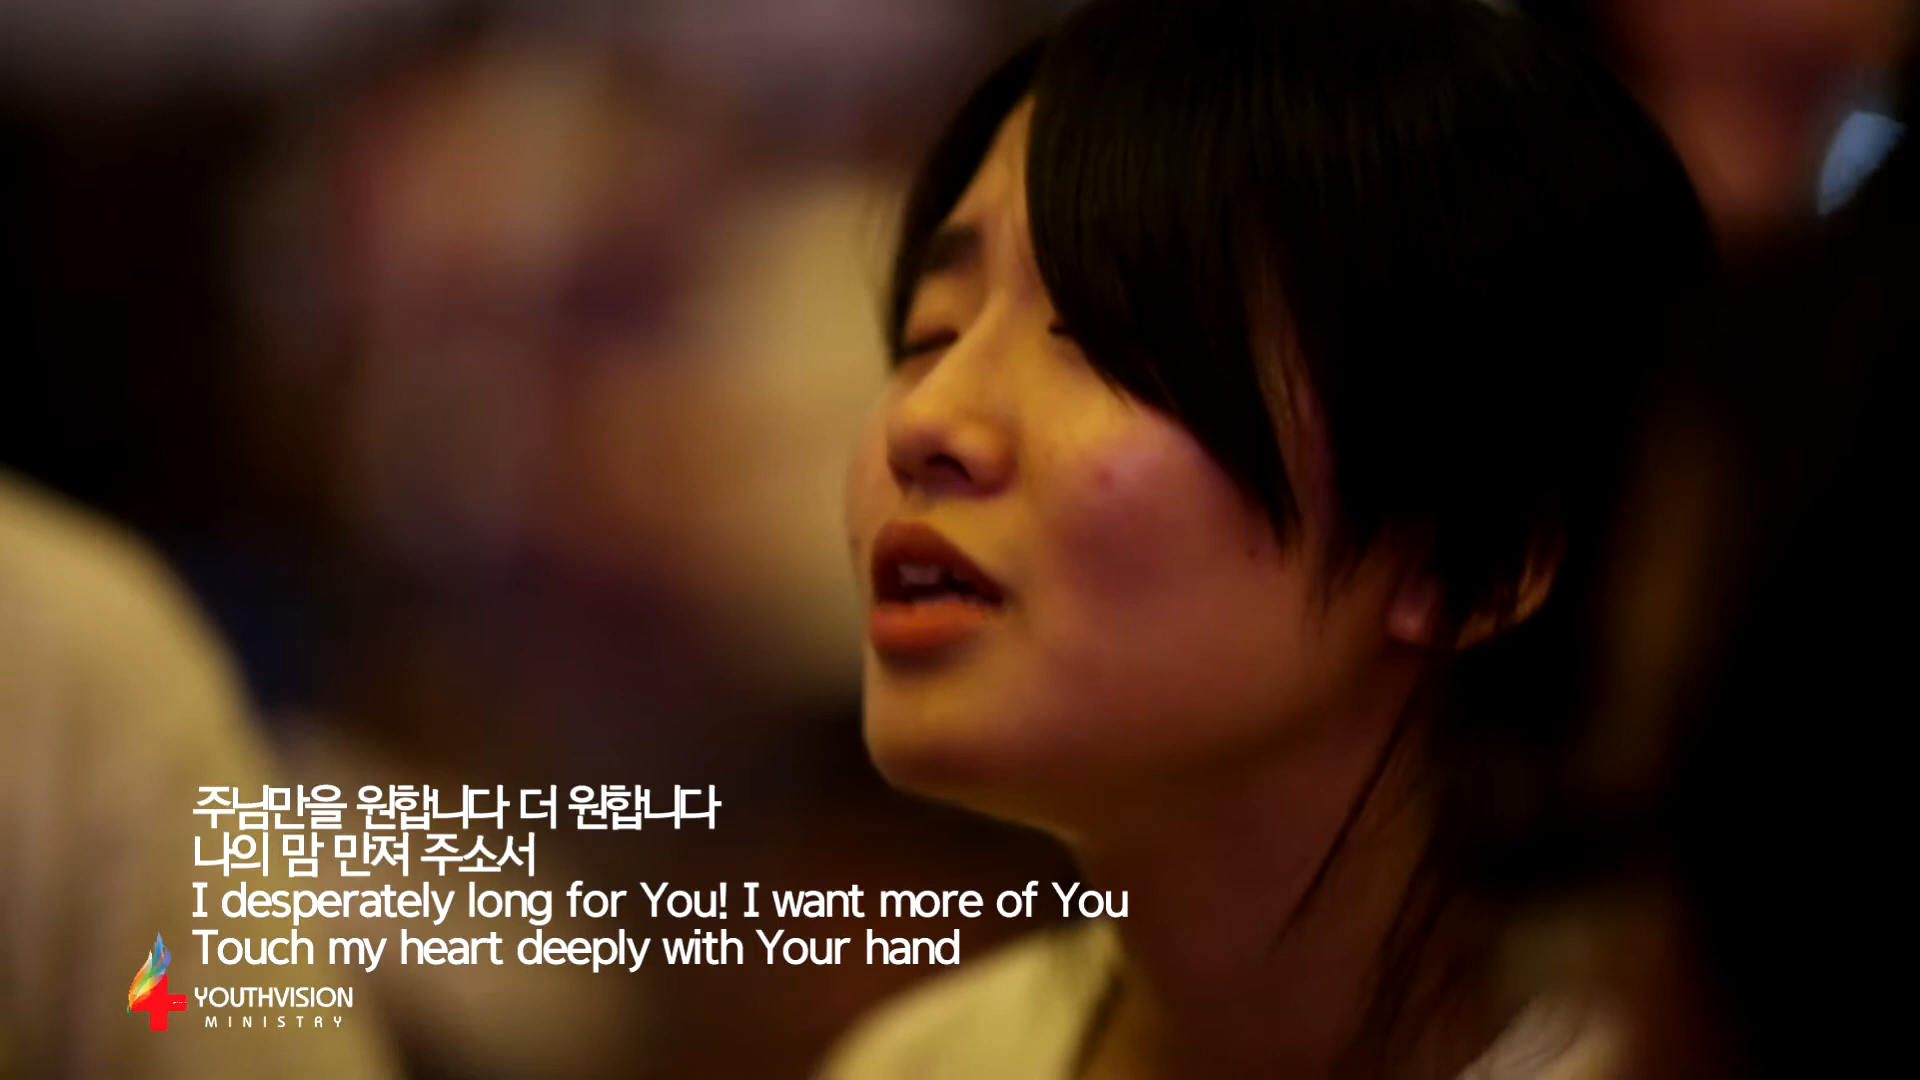 주님만을 원합니다 더 원합니다
나의 맘 만져 주소서
I desperately long for You! I want more of You
Touch my heart deeply with Your hand
YOUTHVISION
MINISTRY